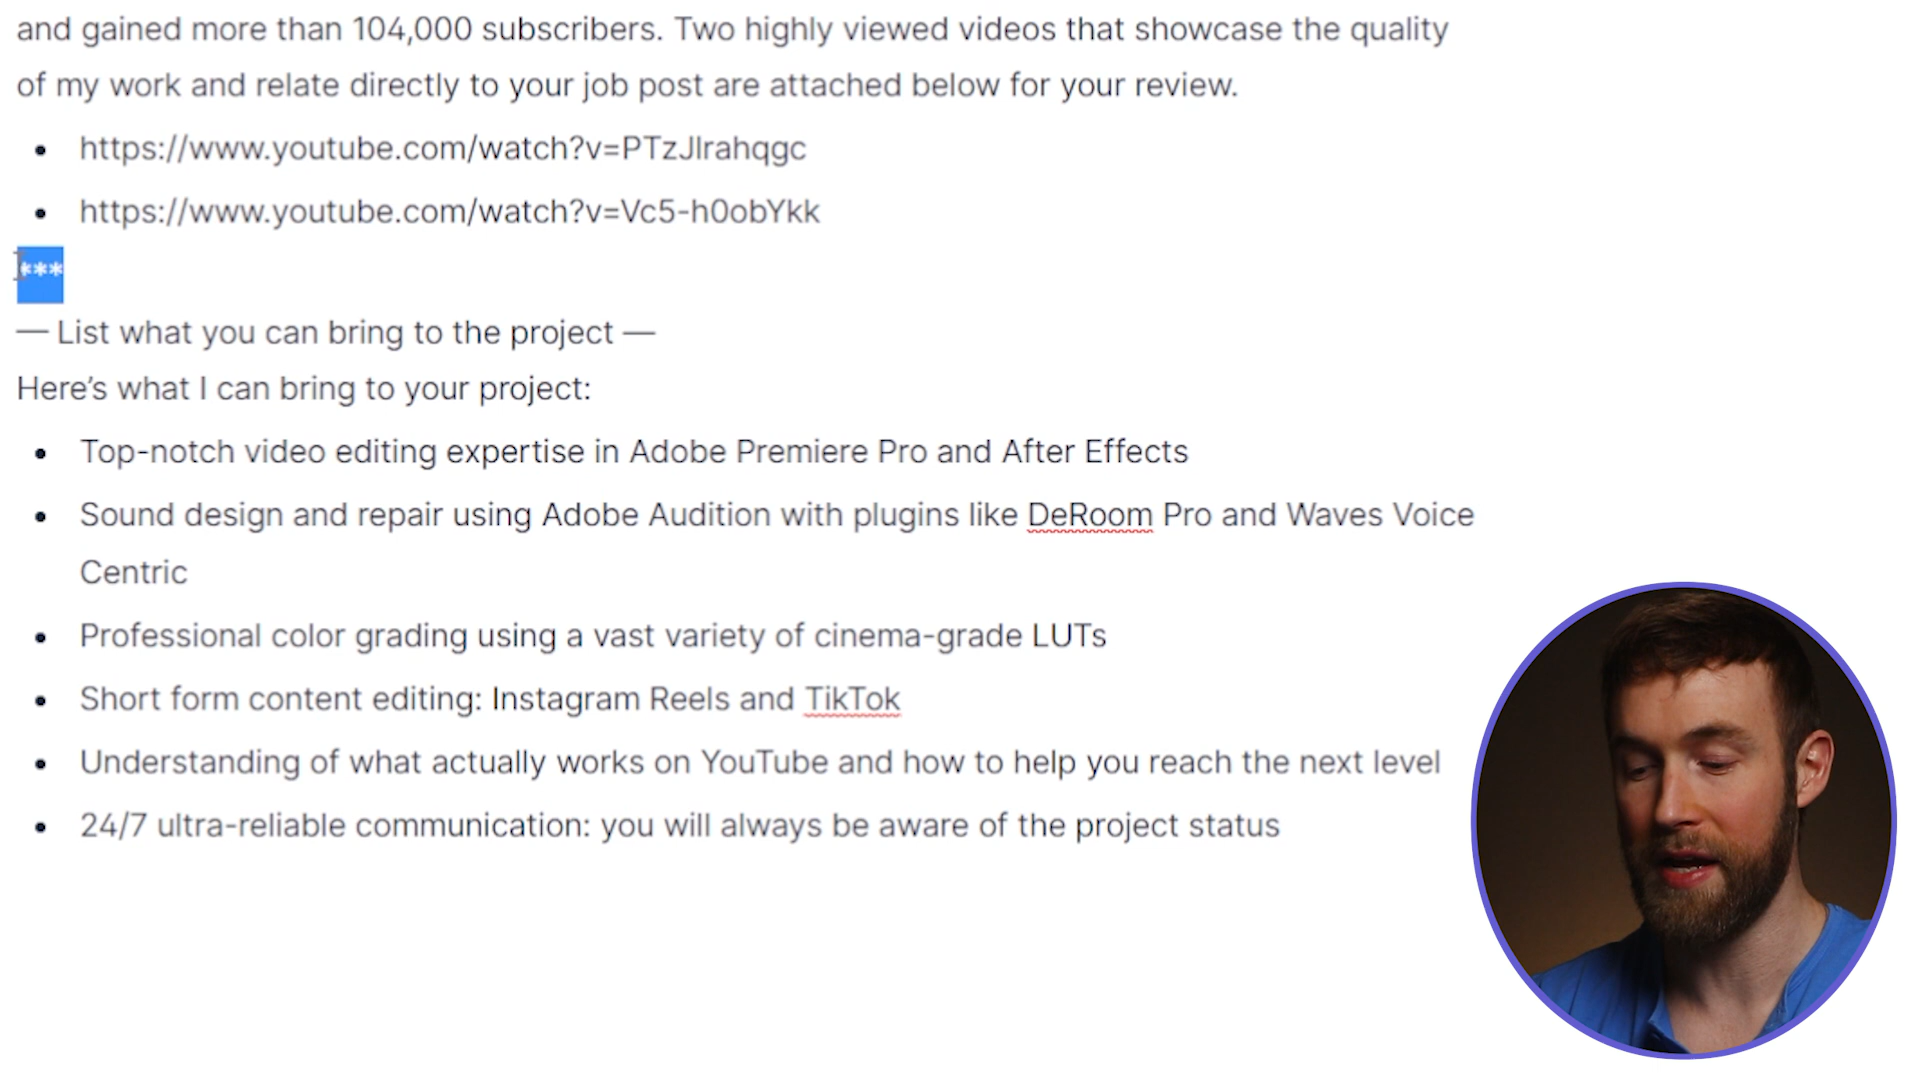 and gained more than 104,000 subscribers. Two highly viewed videos that showcase the quality
of my work and relate directly to your job post are attached below for your review.
• https://www.youtube.com/watch?v=PTzJlrahqgc
• https://www.youtube.com/watch?v=Vc5-h0obYkk
***
— List what you can bring to the project —
Here’s what I can bring to your project:
• Top-notch video editing expertise in Adobe Premiere Pro and After Effects
• Sound design and repair using Adobe Audition with plugins like DeRoom Pro and Waves Voice
Centric
• Professional color grading using a vast variety of cinema-grade LUTs
• Short form content editing: Instagram Reels and TikTok
• Understanding of what actually works on YouTube and how to help you reach the next level
• 24/7 ultra-reliable communication: you will always be aware of the project status